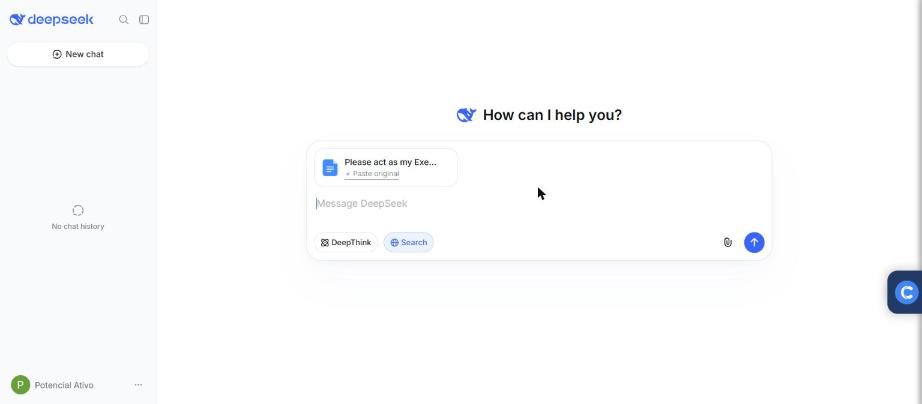 deepseek
New chat
No chat history
P
Potencial Ativo
How can I help you?
Please act as my Exe...
Paste original
Message DeepSeek
DeepThink
Search
C